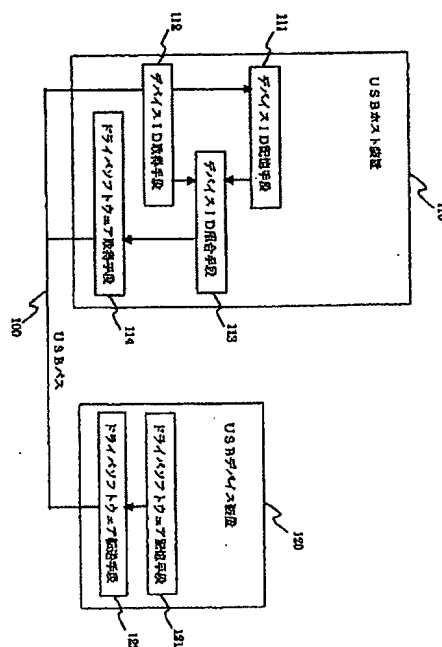 110
USBホスト装置
111
デバイスID記憶手段
112
デバイスID取得手段
デバイスID照合手段
113
ドライバソフトウェア取得手段
114
100
USBバス
120
USBデバイス装置
ドライバソフトウェア記憶手段
121
ドライバソフトウェア転送手段
122